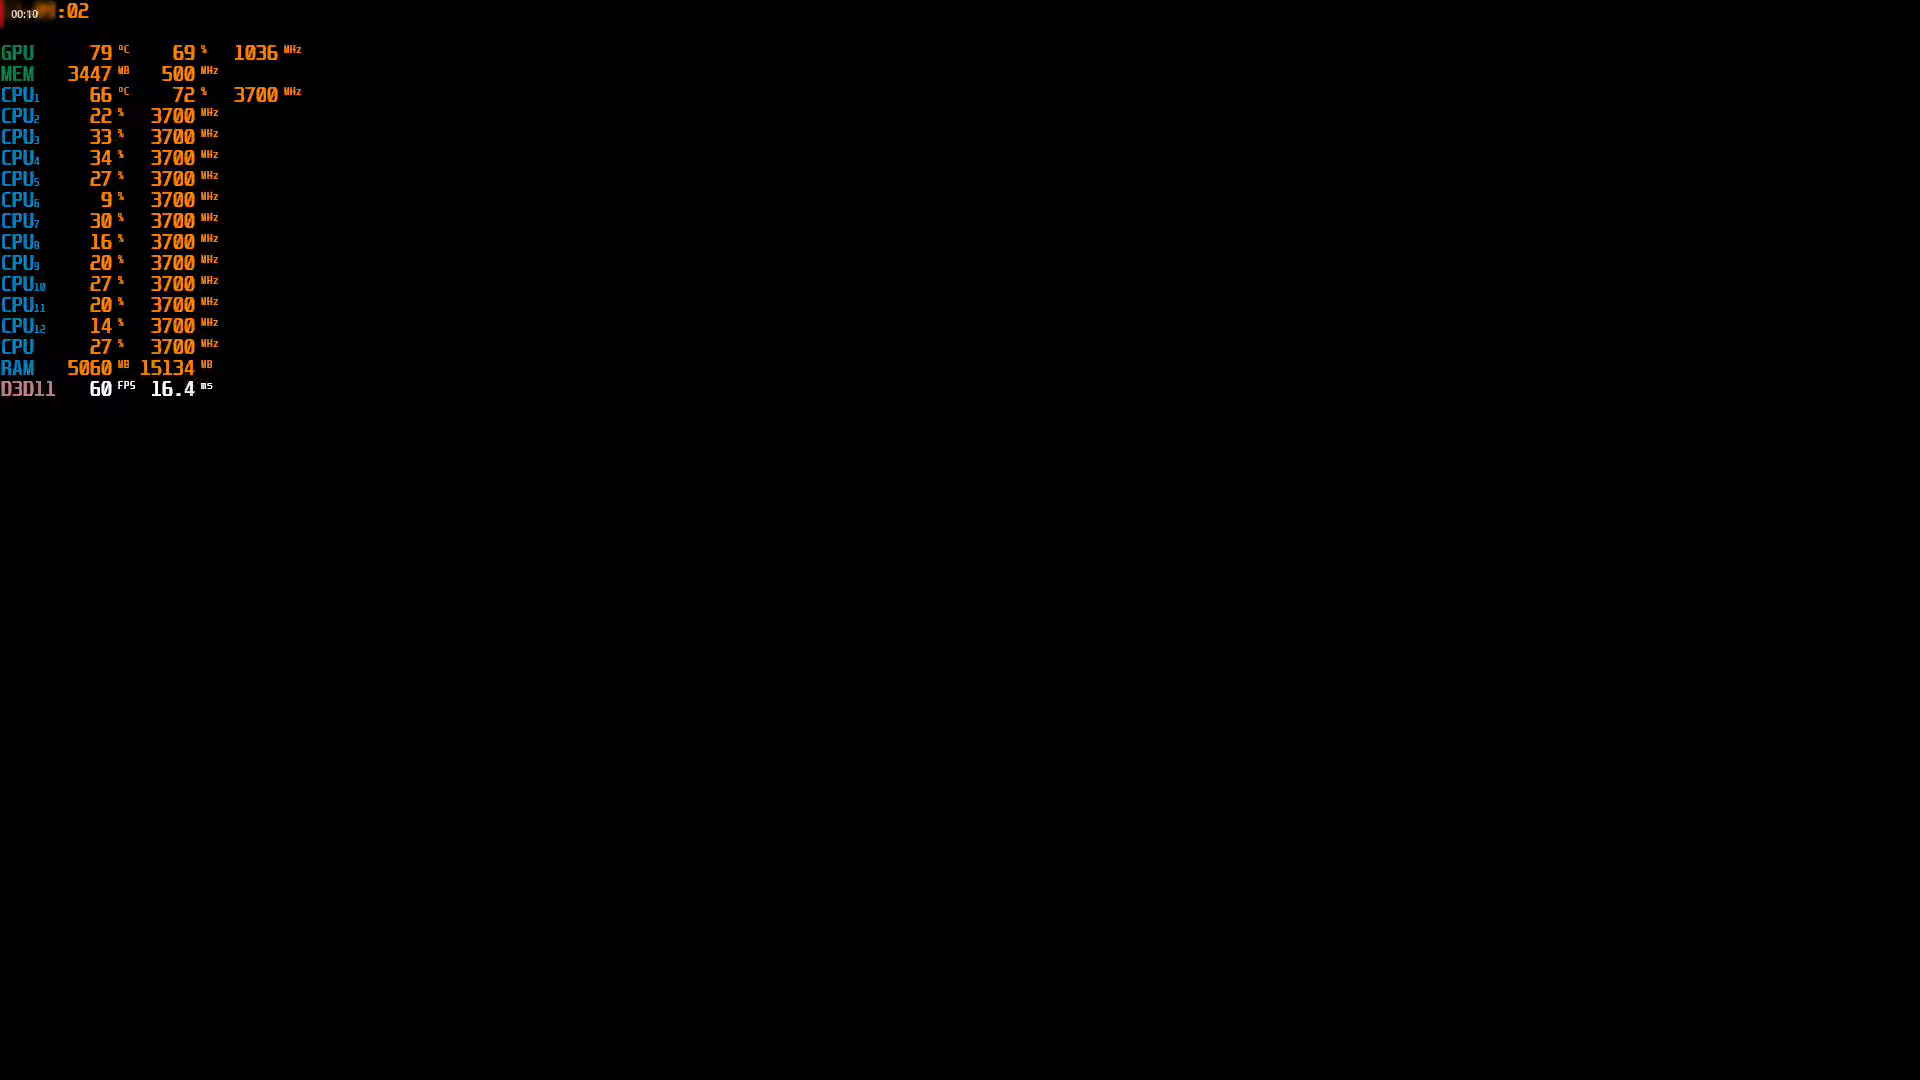 00:10 :02
GPU 79 °C 69 % 1036 MHz
MEM 3447 MB 500 MHz
CPU1 66 °C 72 % 3700 MHz
CPU2 22 % 3700 MHz
CPU3 33 % 3700 MHz
CPU4 34 % 3700 MHz
CPU5 27 % 3700 MHz
CPU6 9 % 3700 MHz
CPU7 30 % 3700 MHz
CPU8 16 % 3700 MHz
CPU9 20 % 3700 MHz
CPU10 27 % 3700 MHz
CPU11 20 % 3700 MHz
CPU12 14 % 3700 MHz
CPU 27 % 3700 MHz
RAM 5060 MB 15134 MB
D3D11 60 FPS 16.4 ms